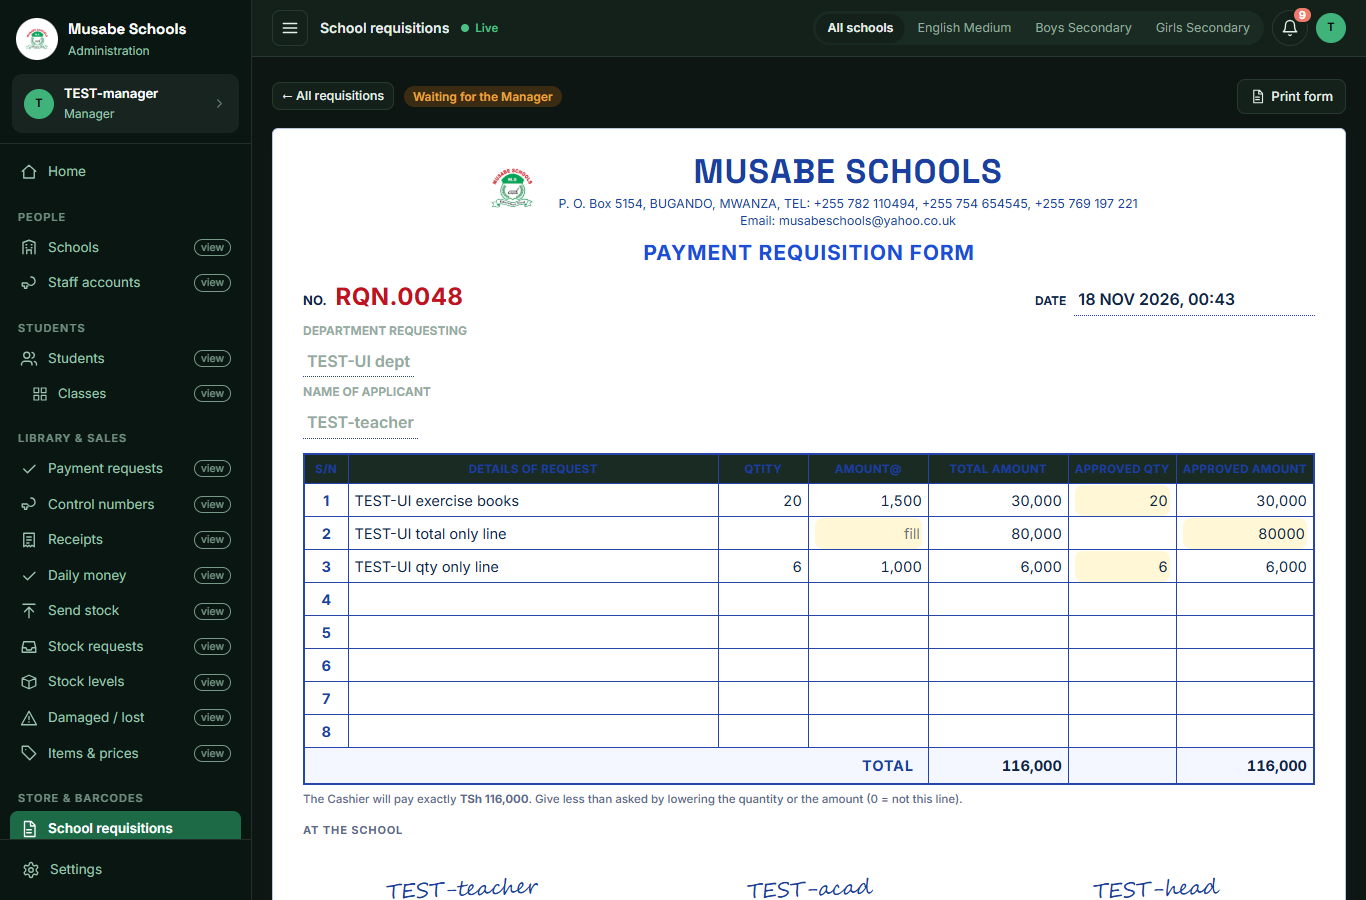 Musabe Schools
Administration
T
TEST-manager
Manager
Home
PEOPLE
Schools view
Staff accounts view
STUDENTS
Students view
Classes view
LIBRARY & SALES
Payment requests view
Control numbers view
Receipts view
Daily money view
Send stock view
Stock requests view
Stock levels view
Damaged / lost view
Items & prices view
STORE & BARCODES
School requisitions
Settings
School requisitions Live
All schools English Medium Boys Secondary Girls Secondary 9 T
← All requisitions Waiting for the Manager Print form
MUSABE SCHOOLS
P. O. Box 5154, BUGANDO, MWANZA, TEL: +255 782 110494, +255 754 654545, +255 769 197 221
Email: musabeschools@yahoo.co.uk
PAYMENT REQUISITION FORM
NO. RQN.0048 DATE 18 NOV 2026, 00:43
DEPARTMENT REQUESTING
TEST-UI dept
NAME OF APPLICANT
TEST-teacher
S/N DETAILS OF REQUEST QTITY AMOUNT@ TOTAL AMOUNT APPROVED QTY APPROVED AMOUNT
1 TEST-UI exercise books 20 1,500 30,000 20 30,000
2 TEST-UI total only line fill 80,000 80000
3 TEST-UI qty only line 6 1,000 6,000 6 6,000
4
5
6
7
8
TOTAL 116,000 116,000
The Cashier will pay exactly TSh 116,000. Give less than asked by lowering the quantity or the amount (0 = not this line).
AT THE SCHOOL
TEST-teacher TEST-acad TEST-head